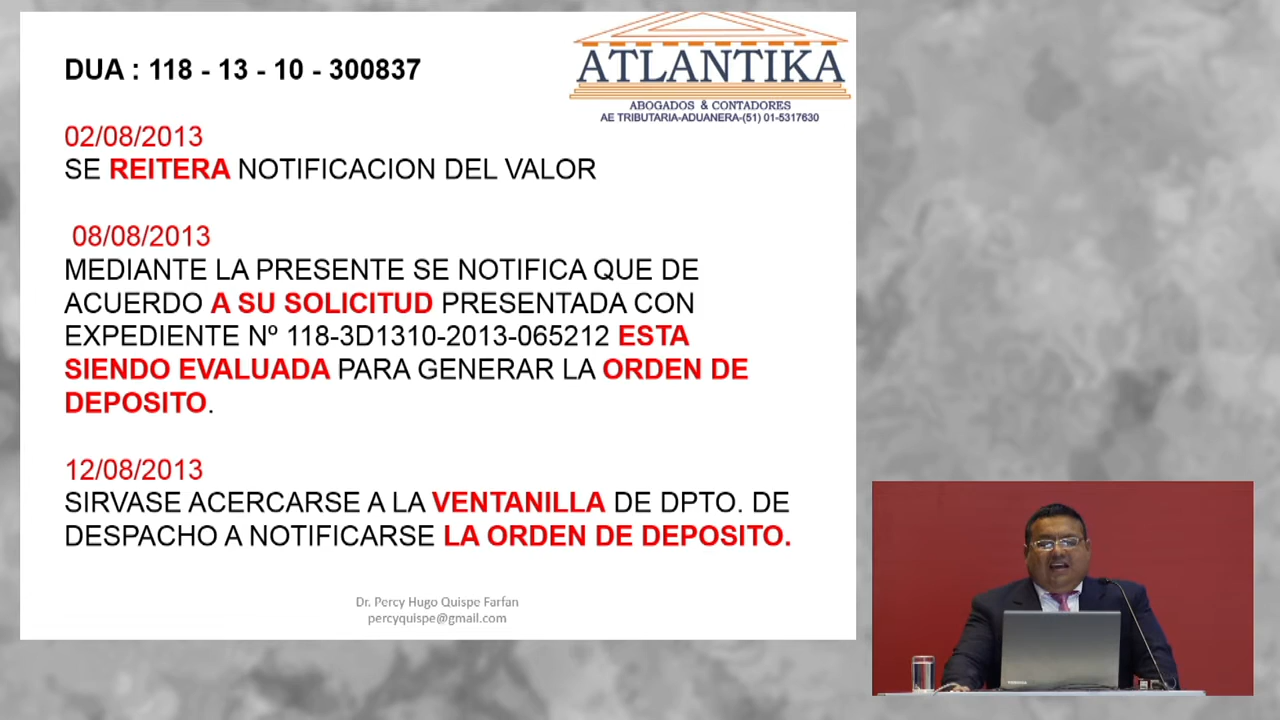 DUA : 118 - 13 - 10 - 300837
ATLANTIKA
ABOGADOS & CONTADORES
AE TRIBUTARIA-ADUANERA-(51) 01-5317630
02/08/2013
SE REITERA NOTIFICACION DEL VALOR
08/08/2013
MEDIANTE LA PRESENTE SE NOTIFICA QUE DE
ACUERDO A SU SOLICITUD PRESENTADA CON
EXPEDIENTE Nº 118-3D1310-2013-065212 ESTA
SIENDO EVALUADA PARA GENERAR LA ORDEN DE
DEPOSITO.
12/08/2013
SIRVASE ACERCARSE A LA VENTANILLA DE DPTO. DE
DESPACHO A NOTIFICARSE LA ORDEN DE DEPOSITO.
Dr. Percy Hugo Quispe Farfan
percyquispe@gmail.com